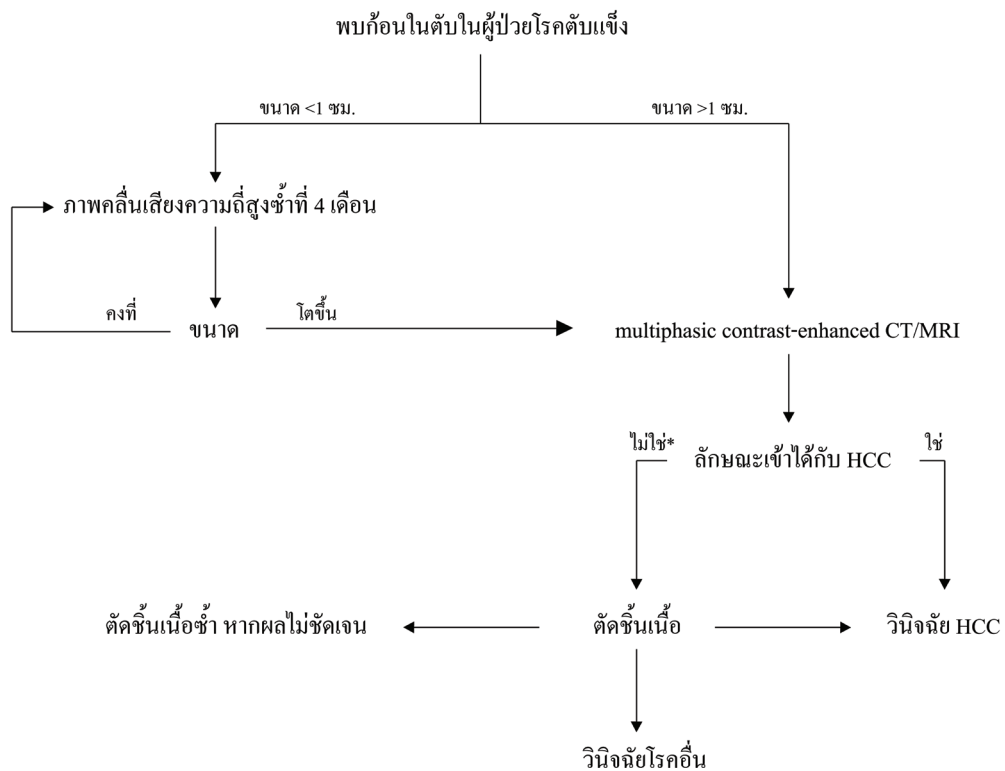 พบก้อนในตับในผู้ป่วยโรคตับแข็ง
ขนาด <1 ซม.
ขนาด >1 ซม.
ภาพคลื่นเสียงความถี่สูงซ้ำที่ 4 เดือน
คงที่
ขนาด
โตขึ้น
multiphasic contrast-enhanced CT/MRI
ไม่ใช่*
ลักษณะเข้าได้กับ HCC
ใช่
ตัดชิ้นเนื้อซ้ำ หากผลไม่ชัดเจน
ตัดชิ้นเนื้อ
วินิจฉัย HCC
วินิจฉัยโรคอื่น